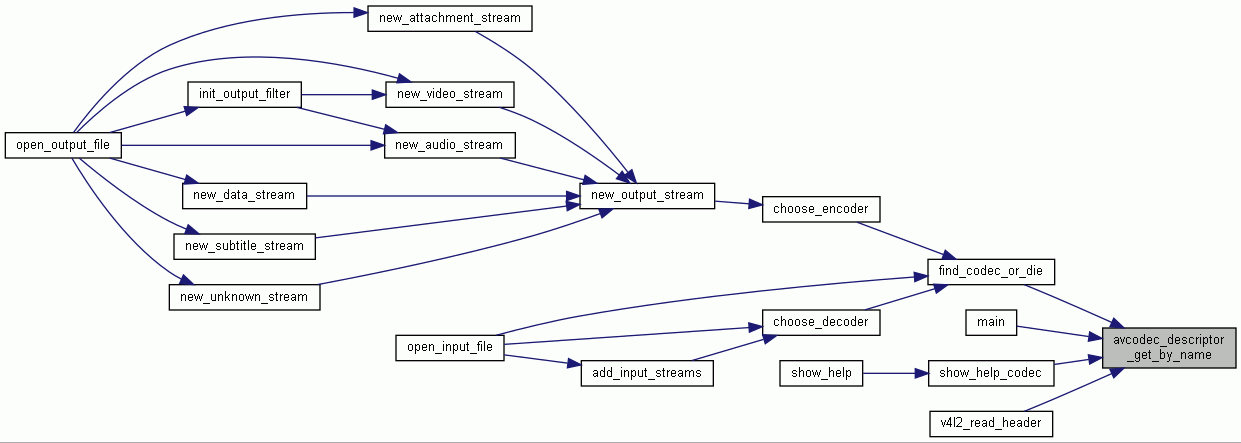 new_attachment_stream
init_output_filter
new_video_stream
open_output_file
new_audio_stream
new_data_stream
new_output_stream
choose_encoder
new_subtitle_stream
find_codec_or_die
new_unknown_stream
main
choose_decoder
open_input_file
avcodec_descriptor
_get_by_name
add_input_streams
show_help
show_help_codec
v4l2_read_header